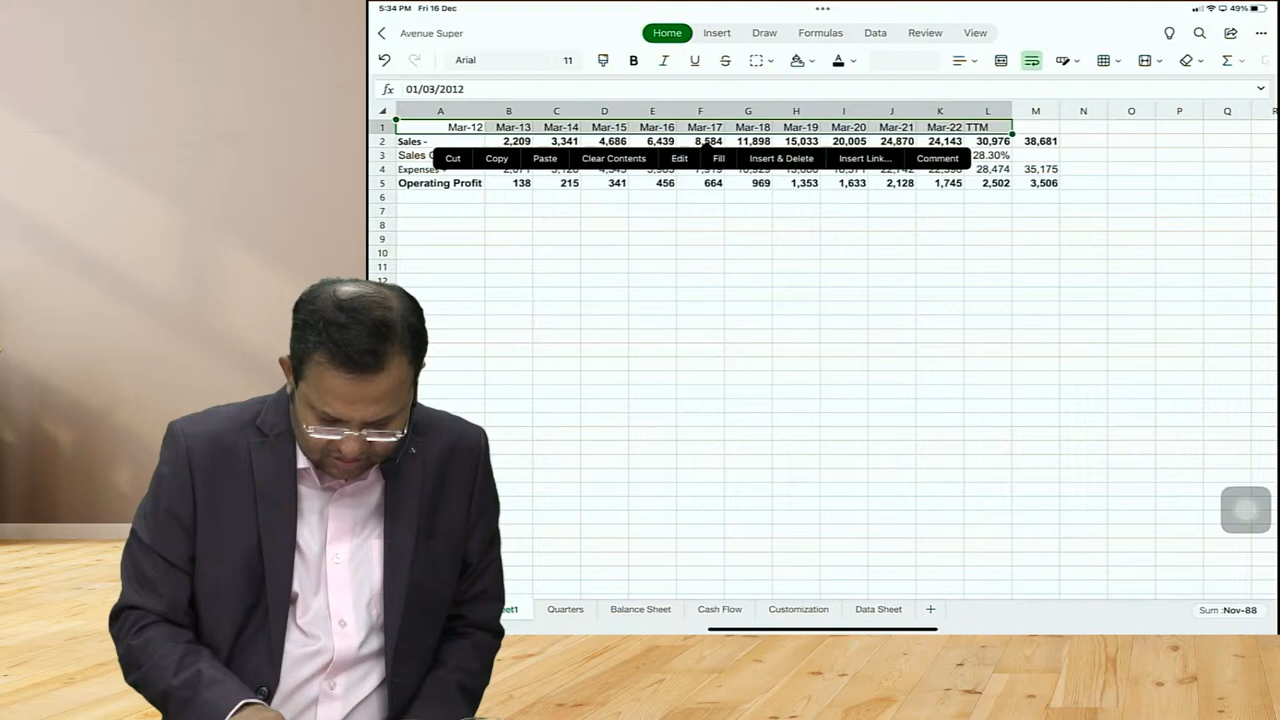 5:34 PM Fri 16 Dec
49%
Avenue Super
Home Insert Draw Formulas Data Review View
Arial 11 B I U S A Σ
fx 01/03/2012
A B C D E F G H I J K L M N O P Q R
1 Mar-12 Mar-13 Mar-14 Mar-15 Mar-16 Mar-17 Mar-18 Mar-19 Mar-20 Mar-21 Mar-22 TTM
2 Sales - 2,209 3,341 4,686 6,439 8,584 11,898 15,033 20,005 24,870 24,143 30,976 38,681
3 Sales 28.30%
Cut Copy Paste Clear Contents Edit Fill Insert & Delete Insert Link... Comment
4 Expenses 28,474 35,175
5 Operating Profit 138 215 341 456 664 969 1,353 1,633 2,128 1,745 2,502 3,506
6
7
8
9
10
11
12
Quarters Balance Sheet Cash Flow Customization Data Sheet + Sum :Nov-88